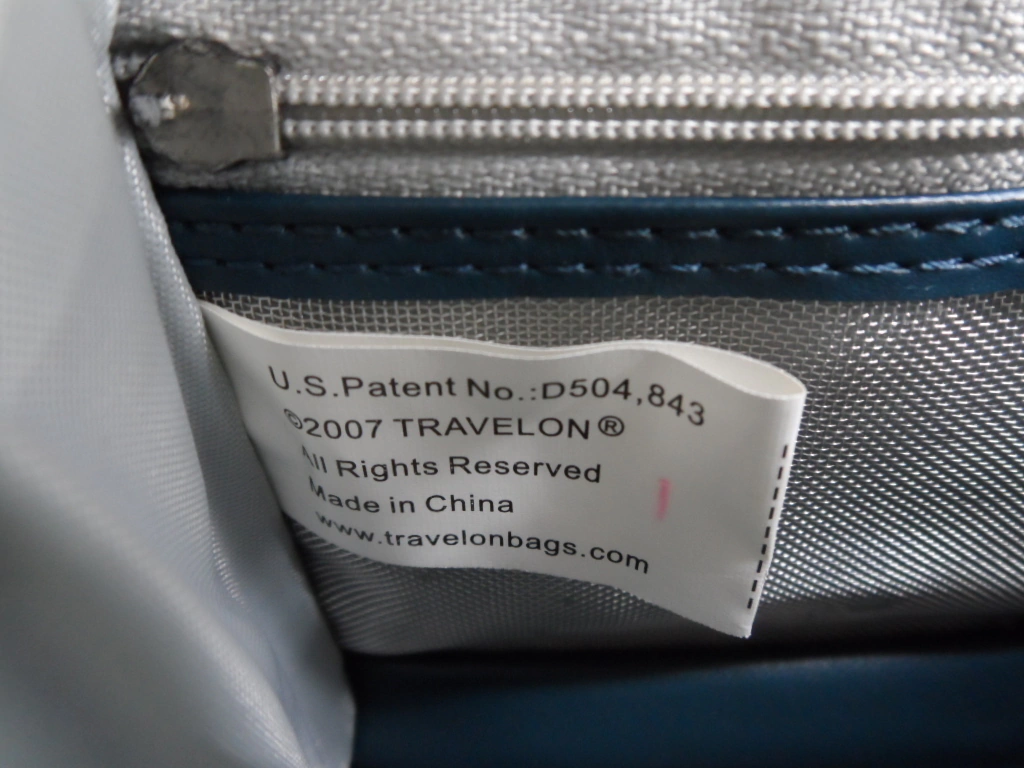 U.S.Patent No.:D504,843
©2007 TRAVELON®
All Rights Reserved
Made in China
www.travelonbags.com